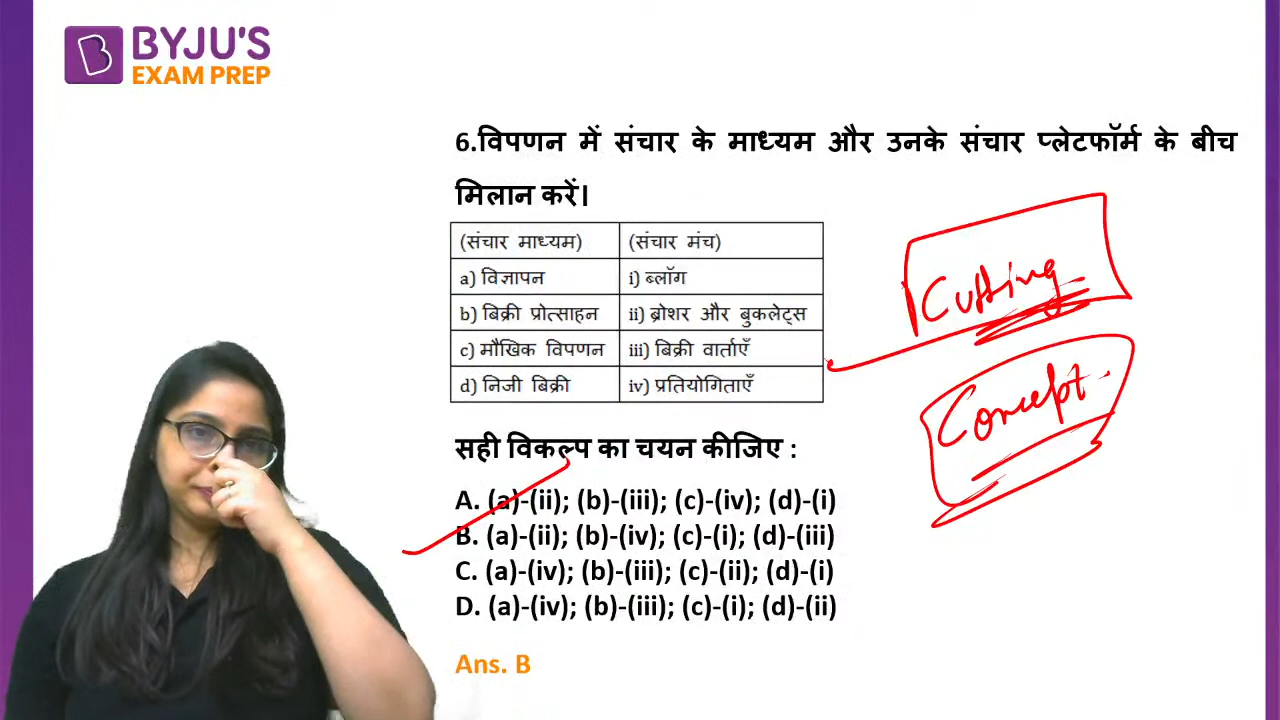 BYJU'S
EXAM PREP
6.विपणन में संचार के माध्यम और उनके संचार प्लेटफॉर्म के बीच
मिलान करें।
(संचार माध्यम) (संचार मंच)
a) विज्ञापन i) ब्लॉग
b) बिक्री प्रोत्साहन ii) ब्रोशर और बुकलेट्स
c) मौखिक विपणन iii) बिक्री वार्ताएँ
d) निजी बिक्री iv) प्रतियोगिताएँ
Cutting
Concept
सही विकल्प का चयन कीजिए :
A. (a)-(ii); (b)-(iii); (c)-(iv); (d)-(i)
B. (a)-(ii); (b)-(iv); (c)-(i); (d)-(iii)
C. (a)-(iv); (b)-(iii); (c)-(ii); (d)-(i)
D. (a)-(iv); (b)-(iii); (c)-(i); (d)-(ii)
Ans. B